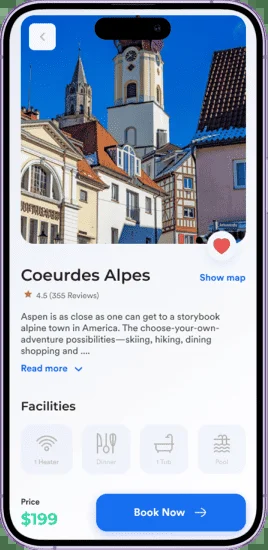 Coeurdes Alpes
Show map
4.5 (355 Reviews)
Aspen is as close as one can get to a storybook
alpine town in America. The choose-your-own-
adventure possibilities—skiing, hiking, dining
shopping and ....
Read more
Facilities
1 Heater
Dinner
1 Tub
Pool
Price
$199
Book Now